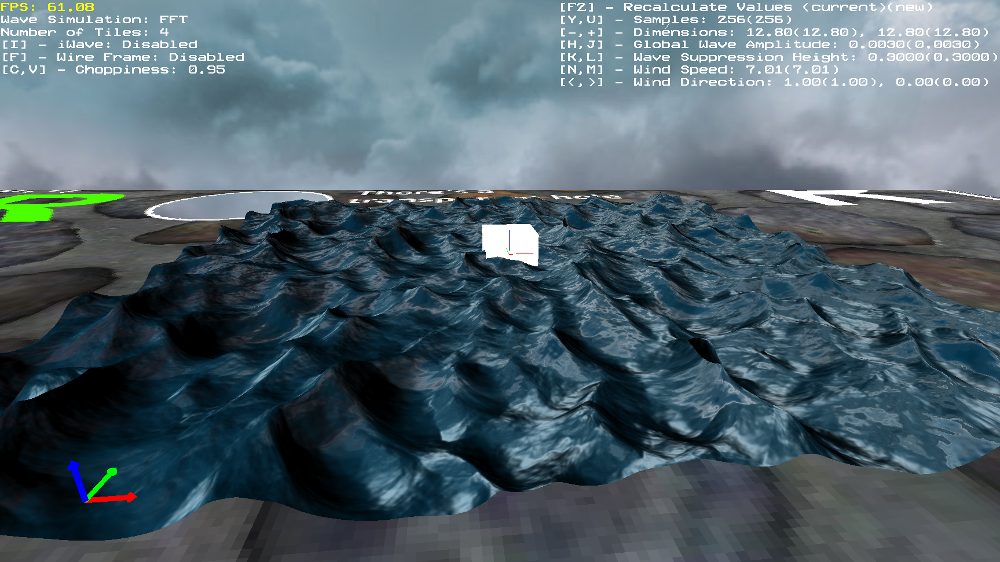 FPS: 61.08
Wave Simulation: FFT
Number of Tiles: 4
[I] - iWave: Disabled
[F] - Wire Frame: Disabled
[C,V] - Choppiness: 0.95
[F2] - Recalculate Values (current)(new)
[Y,U] - Samples: 256(256)
[-,+] - Dimensions: 12.80(12.80), 12.80(12.80)
[H,J] - Global Wave Amplitude: 0.0030(0.0030)
[K,L] - Wave Suppression Height: 0.3000(0.3000)
[N,M] - Wind Speed: 7.01(7.01)
[<,>] - Wind Direction: 1.00(1.00), 0.00(0.00)
There's a
hole